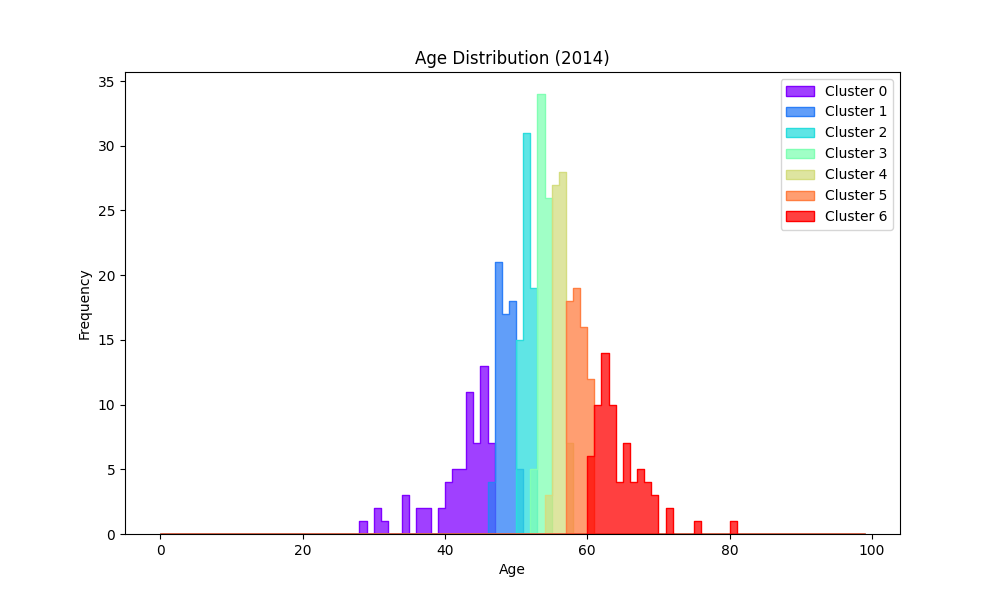 Age Distribution (2014)
Frequency
35
30
25
20
15
10
5
0
0 20 40 60 80 100
Age
Cluster 0
Cluster 1
Cluster 2
Cluster 3
Cluster 4
Cluster 5
Cluster 6